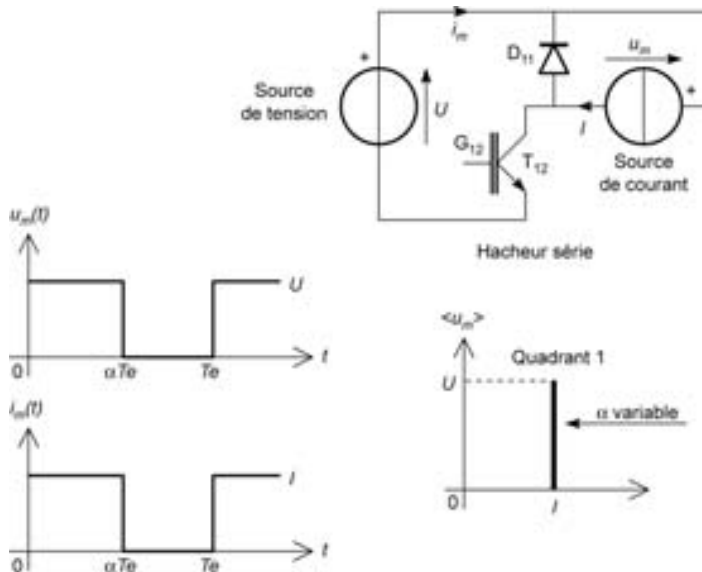 i_m
D₁₁
u_m
+
+
Source
de tension
U
I
G₁₂
T₁₂
Source
de courant
Hacheur série
u_m(t)
U
0
αTe
Te
t
i_m(t)
I
0
αTe
Te
t
<u_m>
Quadrant 1
U
α variable
0
I